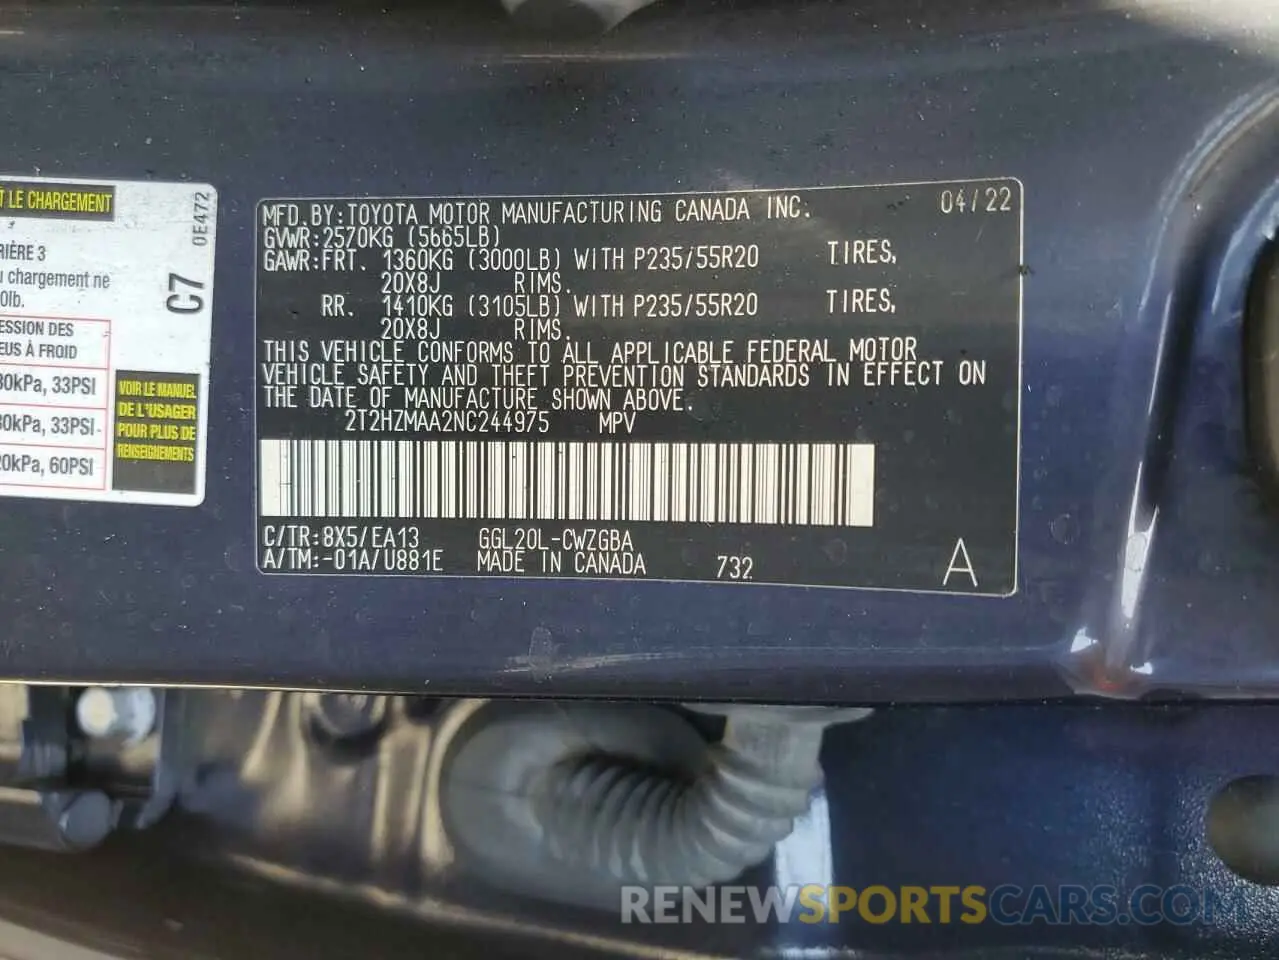 T LE CHARGEMENT
0E472
RIÈRE 3
u chargement ne
0lb.
C7
ESSION DES
EUS À FROID
30kPa, 33PSI
30kPa, 33PSI
20kPa, 60PSI
VOIR LE MANUEL
DE L'USAGER
POUR PLUS DE
RENSEIGNEMENTS
MFD.BY:TOYOTA MOTOR MANUFACTURING CANADA INC. 04/22
GVWR:2570KG (5665LB)
GAWR:FRT. 1360KG (3000LB) WITH P235/55R20 TIRES,
20X8J RIMS.
RR. 1410KG (3105LB) WITH P235/55R20 TIRES,
20X8J RIMS.
THIS VEHICLE CONFORMS TO ALL APPLICABLE FEDERAL MOTOR
VEHICLE SAFETY AND THEFT PREVENTION STANDARDS IN EFFECT ON
THE DATE OF MANUFACTURE SHOWN ABOVE.
2T2HZMAA2NC244975 MPV
C/TR:8X5/EA13 GGL20L-CWZGBA
A/TM:-01A/U881E MADE IN CANADA 732 A
RENEWSPORTSCARS.COM